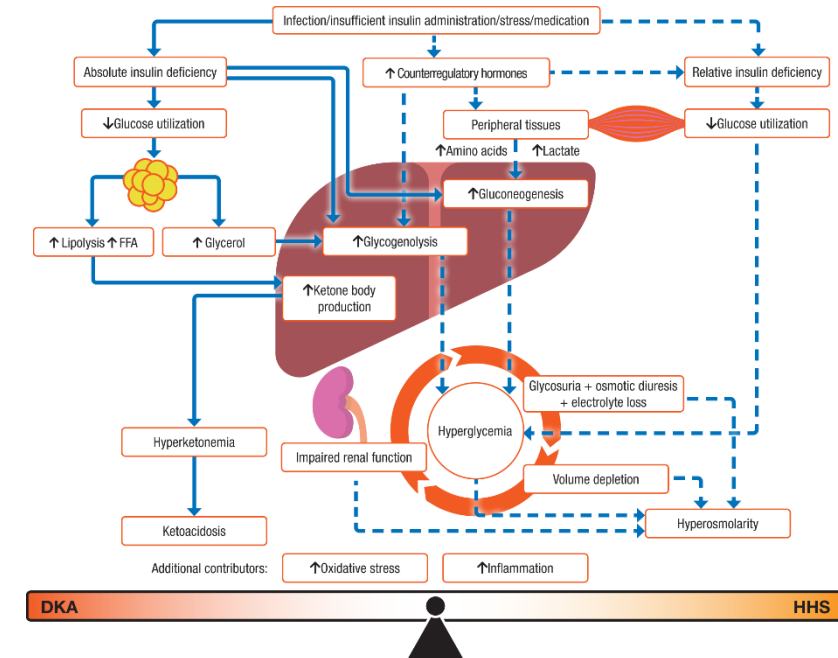 Infection/insufficient insulin administration/stress/medication
Absolute insulin deficiency
↑ Counterregulatory hormones
Relative insulin deficiency
↓Glucose utilization
Peripheral tissues
↓Glucose utilization
↑Amino acids
↑Lactate
↑Gluconeogenesis
↑ Lipolysis ↑ FFA
↑ Glycerol
↑Glycogenolysis
↑Ketone body
production
Glycosuria + osmotic diuresis
+ electrolyte loss
Hyperketonemia
Hyperglycemia
Impaired renal function
Volume depletion
Ketoacidosis
Hyperosmolarity
Additional contributors:
↑Oxidative stress
↑Inflammation
DKA
HHS